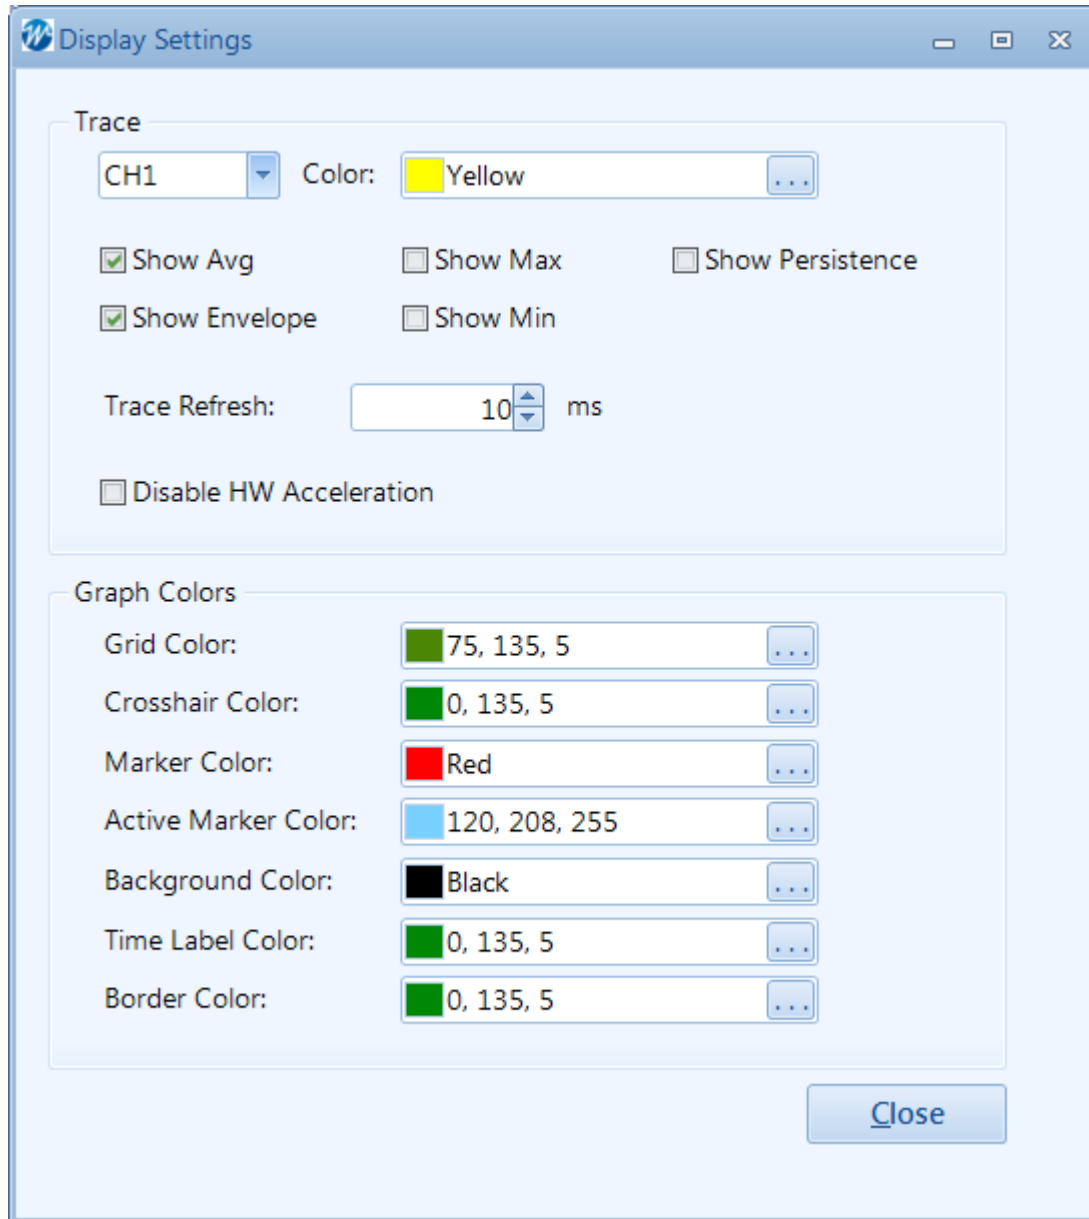 Display Settings
Trace
CH1 Color: Yellow ...
Show Avg Show Max Show Persistence
Show Envelope Show Min
Trace Refresh: 10 ms
Disable HW Acceleration
Graph Colors
Grid Color: 75, 135, 5 ...
Crosshair Color: 0, 135, 5 ...
Marker Color: Red ...
Active Marker Color: 120, 208, 255 ...
Background Color: Black ...
Time Label Color: 0, 135, 5 ...
Border Color: 0, 135, 5 ...
Close